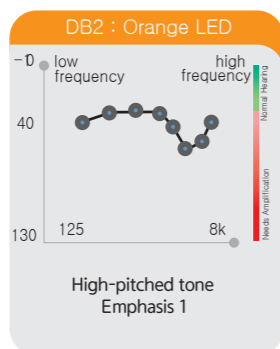 DB2 : Orange LED
-10
low
frequency
high
frequency
Normal Hearing
40
Needs Amplification
130
125
8k
High-pitched tone
Emphasis 1